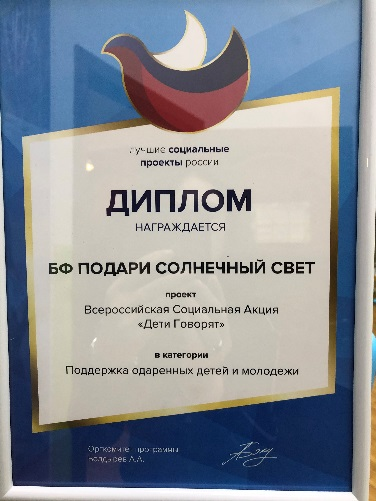 лучшие социальные
проекты россии
ДИПЛОМ
НАГРАЖДАЕТСЯ
БФ ПОДАРИ СОЛНЕЧНЫЙ СВЕТ
проект
Всероссийская Социальная Акция
«Дети Говорят»
в категории
Поддержка одаренных детей и молодежи
Оргкомитет программы
Болдырев А.А.